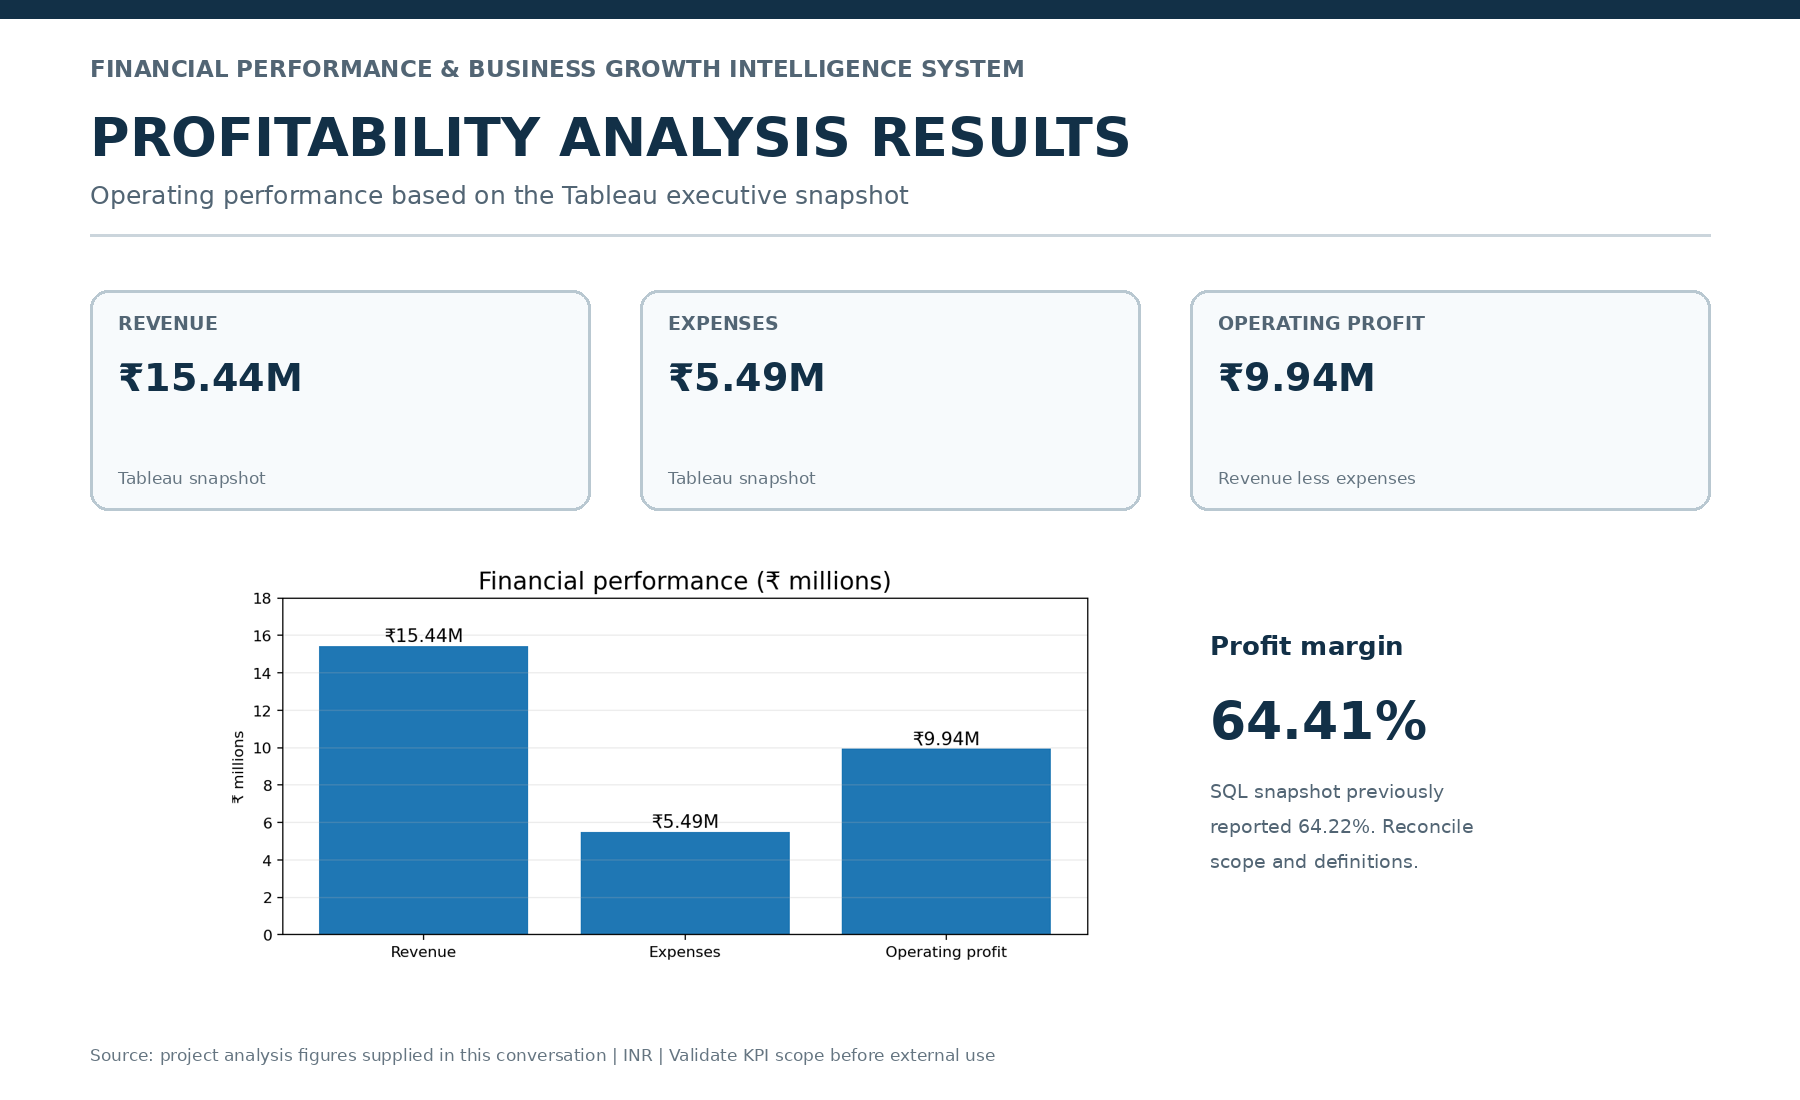 FINANCIAL PERFORMANCE & BUSINESS GROWTH INTELLIGENCE SYSTEM
PROFITABILITY ANALYSIS RESULTS
Operating performance based on the Tableau executive snapshot
REVENUE
₹15.44M
Tableau snapshot
EXPENSES
₹5.49M
Tableau snapshot
OPERATING PROFIT
₹9.94M
Revenue less expenses
Financial performance (₹ millions)
₹ millions
18
16
14
12
10
8
6
4
2
0
₹15.44M
₹5.49M
₹9.94M
Revenue
Expenses
Operating profit
Profit margin
64.41%
SQL snapshot previously
reported 64.22%. Reconcile
scope and definitions.
Source: project analysis figures supplied in this conversation | INR | Validate KPI scope before external use